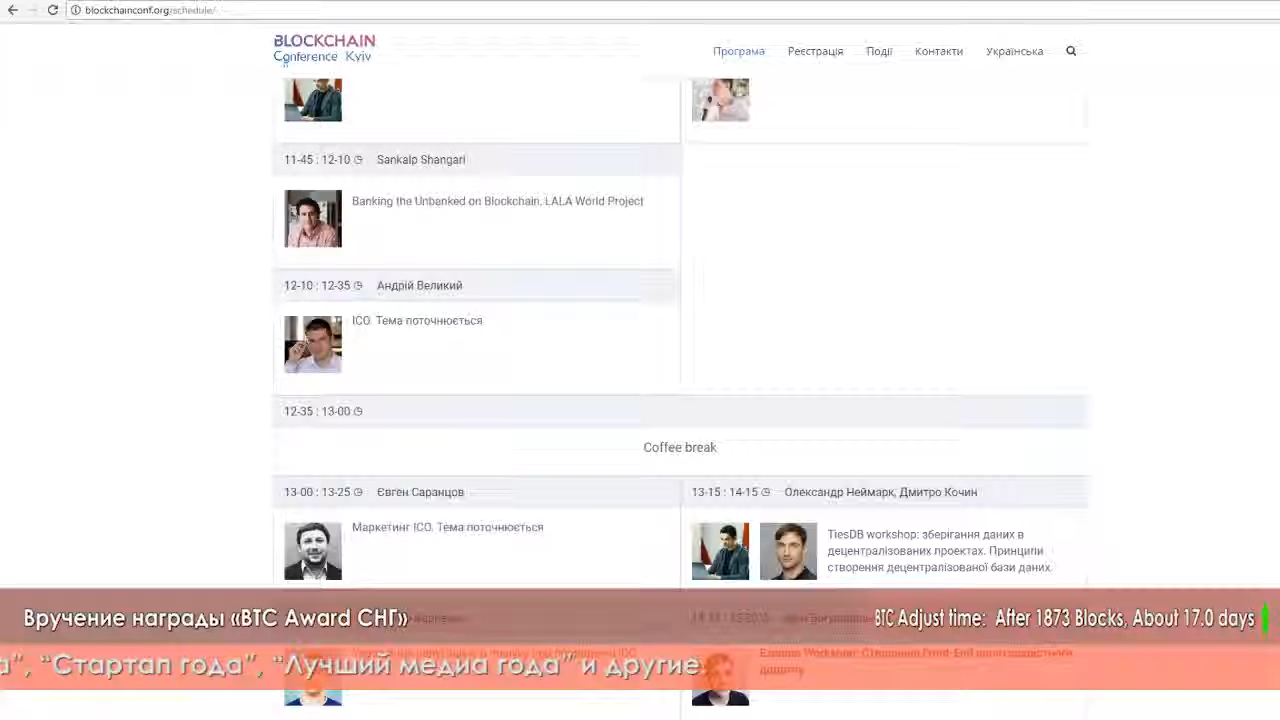 blockchainconf.org/schedule/
BLOCKCHAIN
Conference Kyiv
Програма Реєстрація Події Контакти Українська
11-45 : 12-10 Sankalp Shangari
Banking the Unbanked on Blockchain. LALA World Project
12-10 : 12-35 Андрій Великий
ICO. Тема поточнюється
12-35 : 13-00
Coffee break
13-00 : 13-25 Євген Саранцов
Маркетинг ICO. Тема поточнюється
13-15 : 14-15 Олександр Неймарк, Дмитро Кочин
TiesDB workshop: зберігання даних в
децентралізованих проектах. Принципи
створення децентралізованої бази даних.
Вручение награды «BTC Award СНГ»
BTC Adjust time: After 1873 Blocks, About 17.0 days
а”, “Стартап года”, “Лучший медиа года” и другие